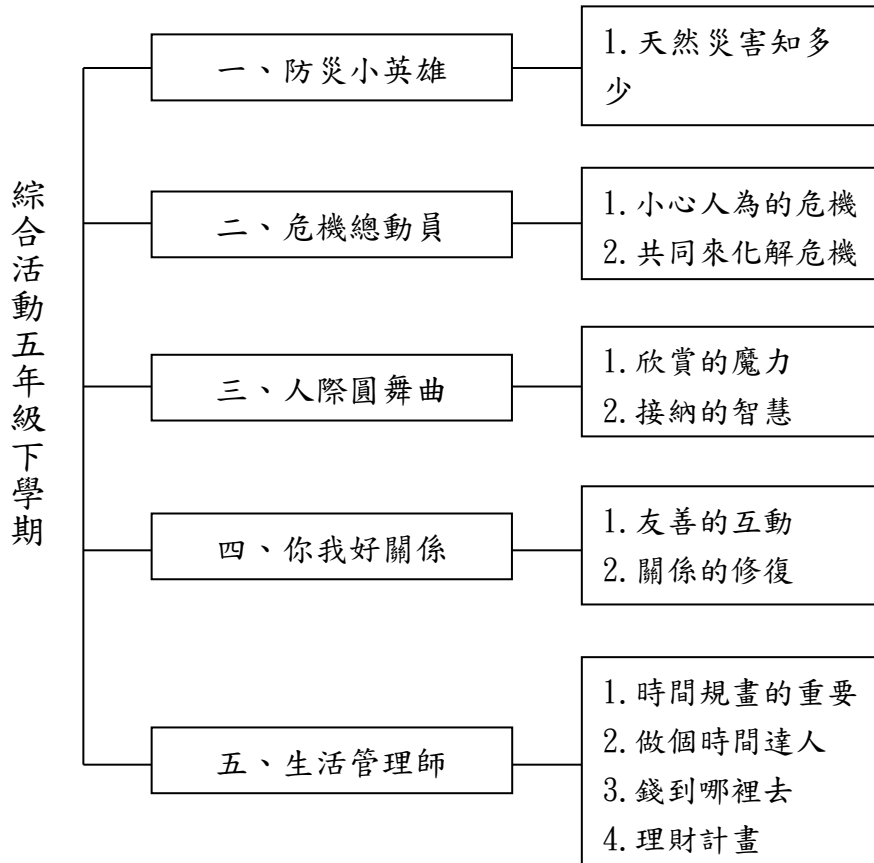 綜合活動五年級下學期
一、防災小英雄
1.天然災害知多
少
二、危機總動員
1.小心人為的危機
2.共同來化解危機
三、人際圓舞曲
1.欣賞的魔力
2.接納的智慧
四、你我好關係
1.友善的互動
2.關係的修復
五、生活管理師
1.時間規畫的重要
2.做個時間達人
3.錢到哪裡去
4.理財計畫